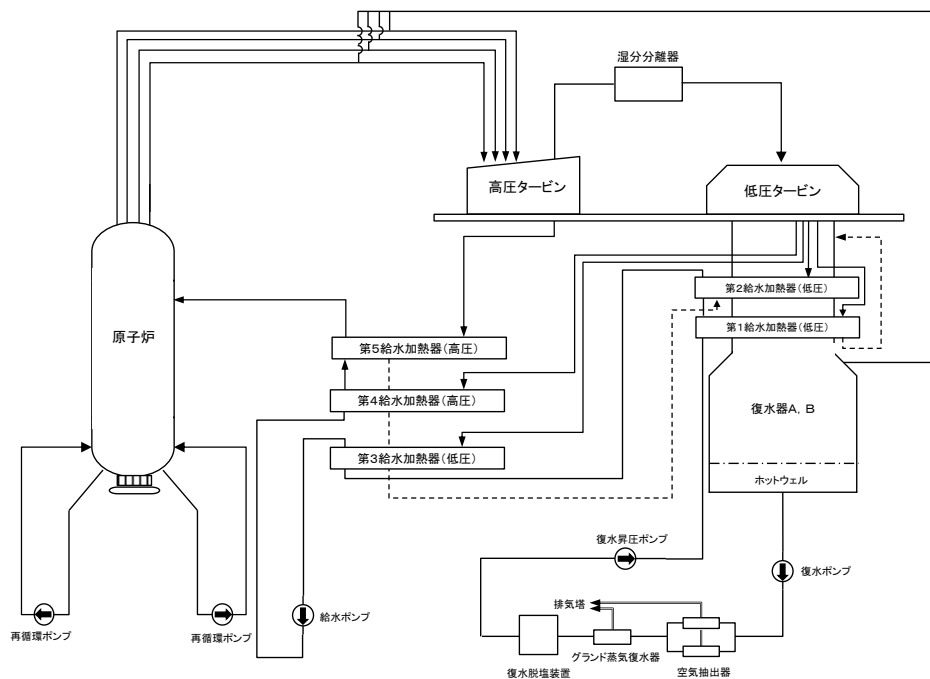 湿分分離器
高圧タービン
低圧タービン
第2給水加熱器(低圧)
第1給水加熱器(低圧)
原子炉
第5給水加熱器(高圧)
第4給水加熱器(高圧)
第3給水加熱器(低圧)
復水器A, B
ホットウェル
復水昇圧ポンプ
復水ポンプ
排気塔
給水ポンプ
再循環ポンプ
再循環ポンプ
グランド蒸気復水器
復水脱塩装置
空気抽出器